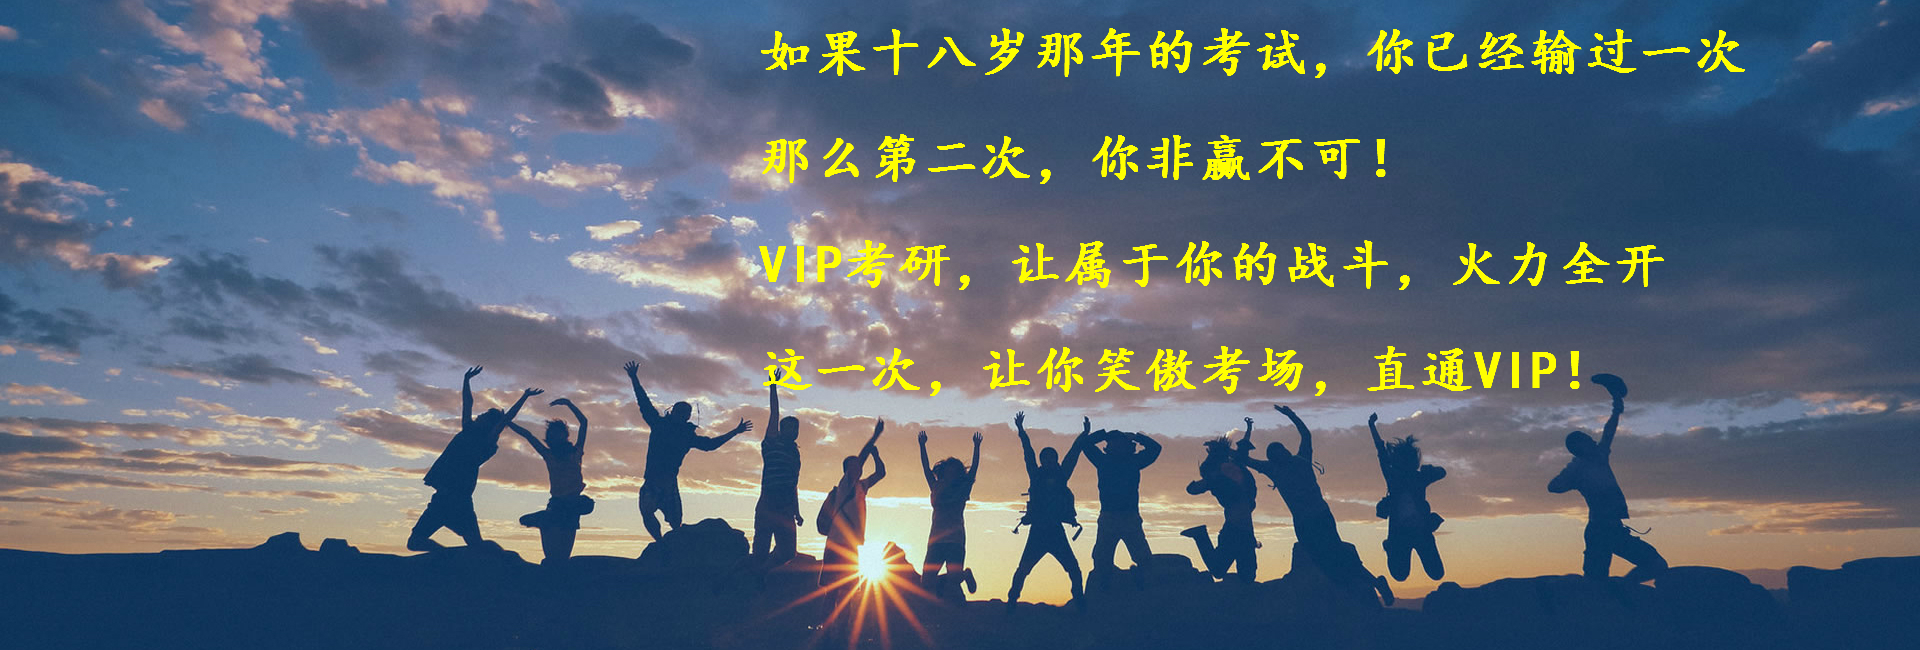 如果十八岁那年的考试，你已经输过一次
那么第二次，你非赢不可！
VIP考研，让属于你的战斗，火力全开
这一次，让你笑傲考场，直通VIP！